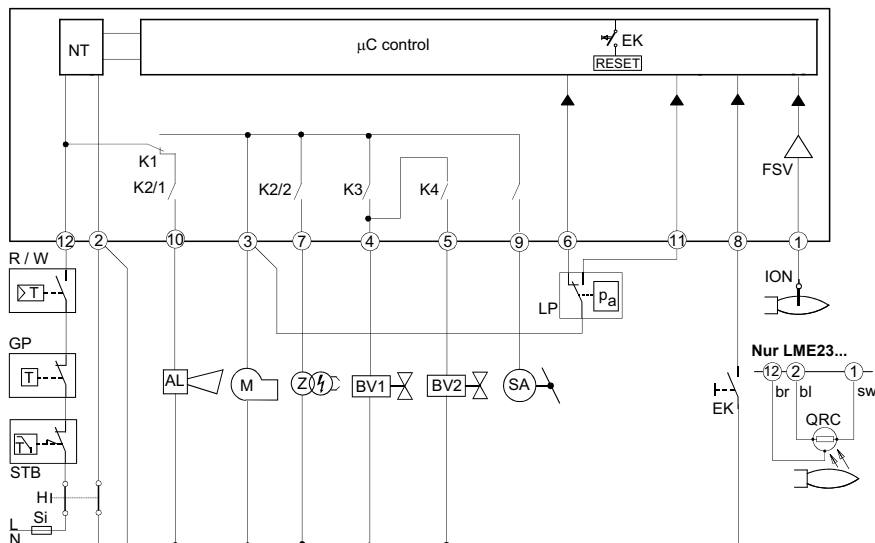 NT
µC control
EK
RESET
FSV
K1
K2/1
K2/2
K3
K4
12 2 10 3 7 4 5 9 6 11 8 1
R / W
T
GP
T
STB
T
H
L
N
Si
AL
M
Z
BV1
BV2
SA
LP
pa
EK
ION
Nur LME23...
12 2 1
br bl sw
QRC